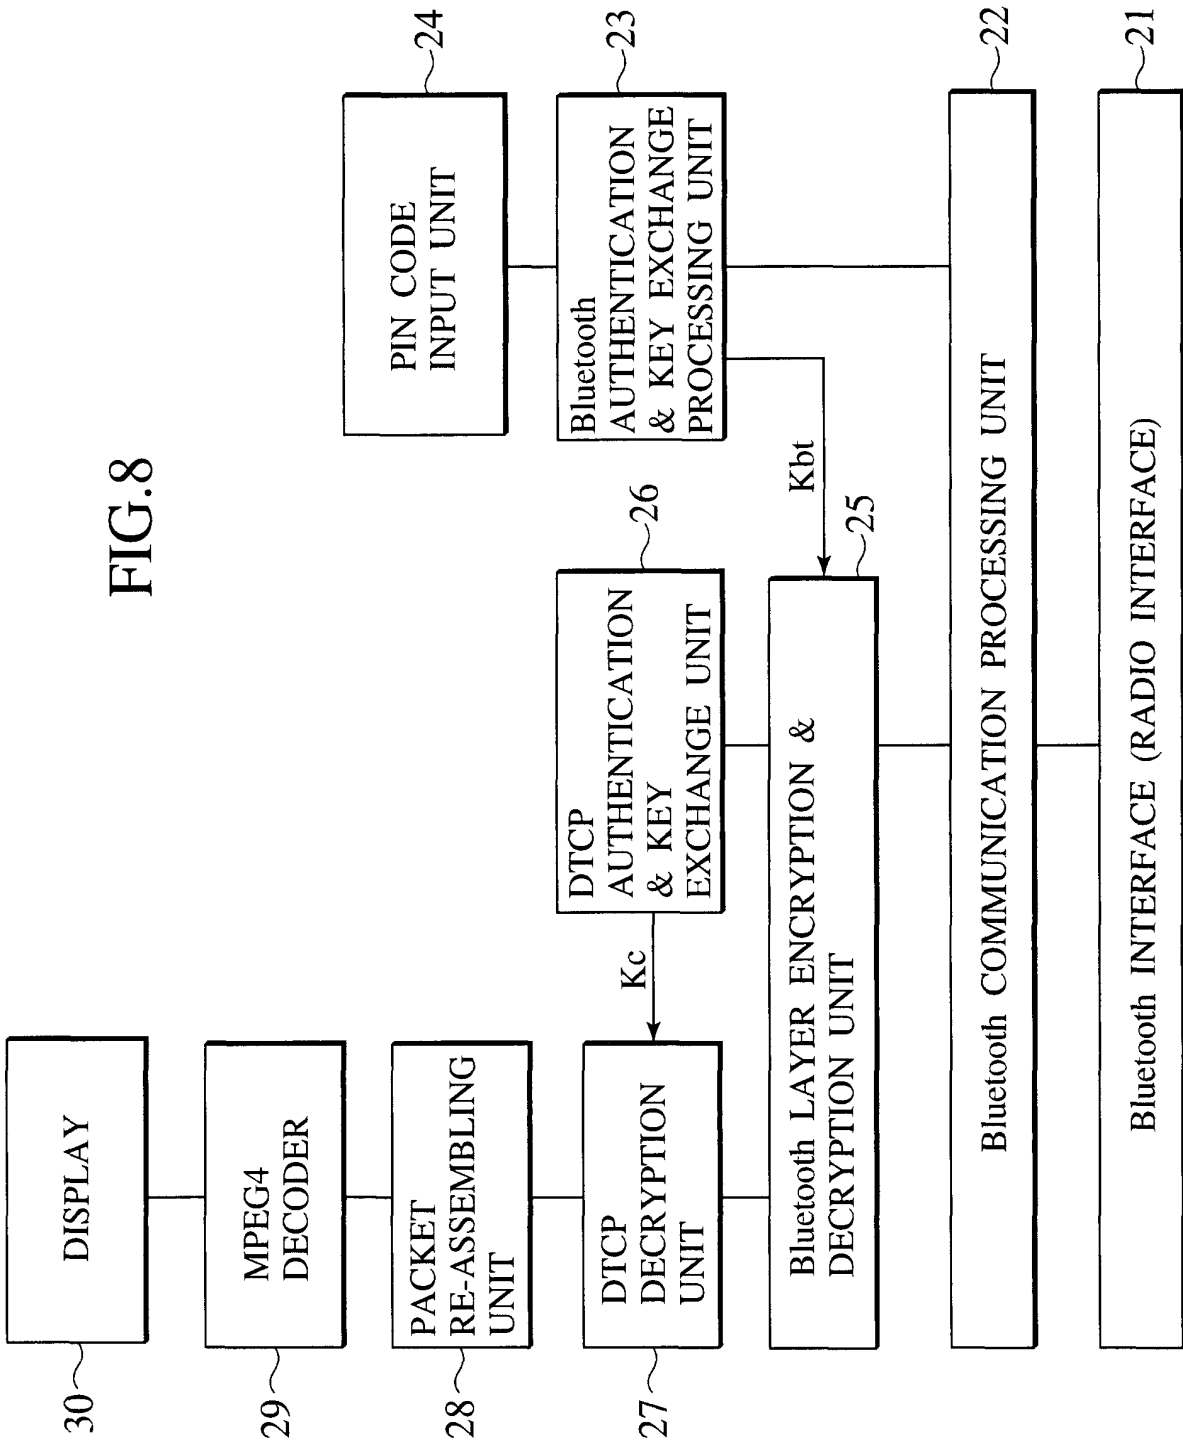 FIG.8
DISPLAY
30
MPEG4
DECODER
29
PACKET
RE-ASSEMBLING
UNIT
28
DTCP
DECRYPTION
UNIT
27
Kc
DTCP
AUTHENTICATION
& KEY
EXCHANGE UNIT
26
PIN CODE
INPUT UNIT
24
Bluetooth
AUTHENTICATION
& KEY EXCHANGE
PROCESSING UNIT
23
Kbt
Bluetooth LAYER ENCRYPTION &
DECRYPTION UNIT
25
Bluetooth COMMUNICATION PROCESSING UNIT
22
Bluetooth INTERFACE (RADIO INTERFACE)
21